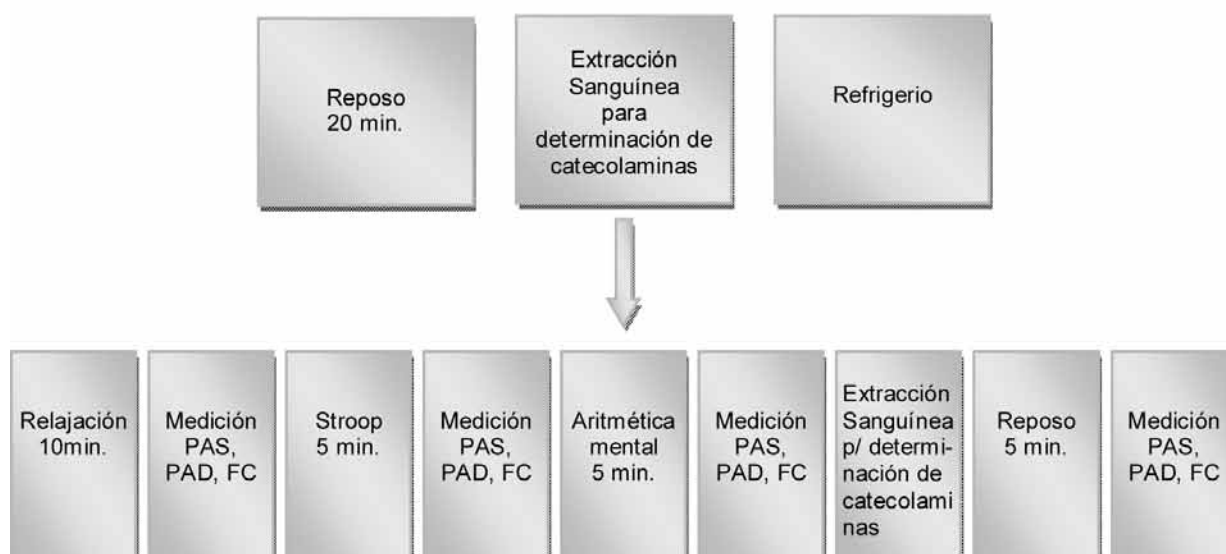 Reposo
20 min.
Extracción
Sanguínea
para
determinación de
catecolaminas
Refrigerio
Relajación
10min.
Medición
PAS,
PAD, FC
Stroop
5 min.
Medición
PAS,
PAD, FC
Aritmética
mental
5 min.
Medición
PAS,
PAD, FC
Extracción
Sanguínea
p/ determi-
nación de
catecolami
nas
Reposo
5 min.
Medición
PAS,
PAD, FC